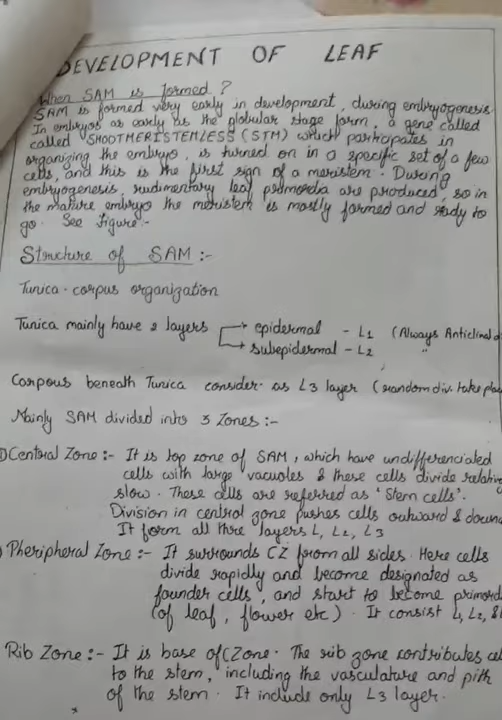 DEVELOPMENT OF LEAF
When SAM is formed ?
SAM is formed very early in development, during embryogenesis
In embryos as early as the globular stage form, a gene called
called SHOOTMERISTEMLESS (STM) which participates in
organizing the embryo, is turned on in a specific set of a few
cells, and this is the first sign of a meristem. During
embryogenesis, rudimentary leaf primordia are produced, so in
the mature embryo the meristem is mostly formed and ready to
go. See figure:-
Structure of SAM :-
Tunica-corpus organization
Tunica mainly have 2 layers → epidermal - L1 (Always Anticlinal
→ subepidermal - L2 "
Corpous beneath Tunica consider as L3 layer (random div. take
Mainly SAM divided into 3 Zones :-
Central Zone :- It is top zone of SAM, which have undifferencialed
cells with large vacuoles & these cells divide
slow. These cells are referred as 'Stem cells'.
Division in central zone pushes cells outward &
It form all thre layers L, L2, L3
Pheripheral Zone :- It surrounds CZ from all sides. Here cells
divide rapidly and become designated as
founder cells, and start to become
(of leaf, flower etc). It consist L1, L2, &
Rib Zone :- It is base of CZone. The rib zone contributes
to the stem, including the vasculature and pith
of the stem. It include only L3 layer.